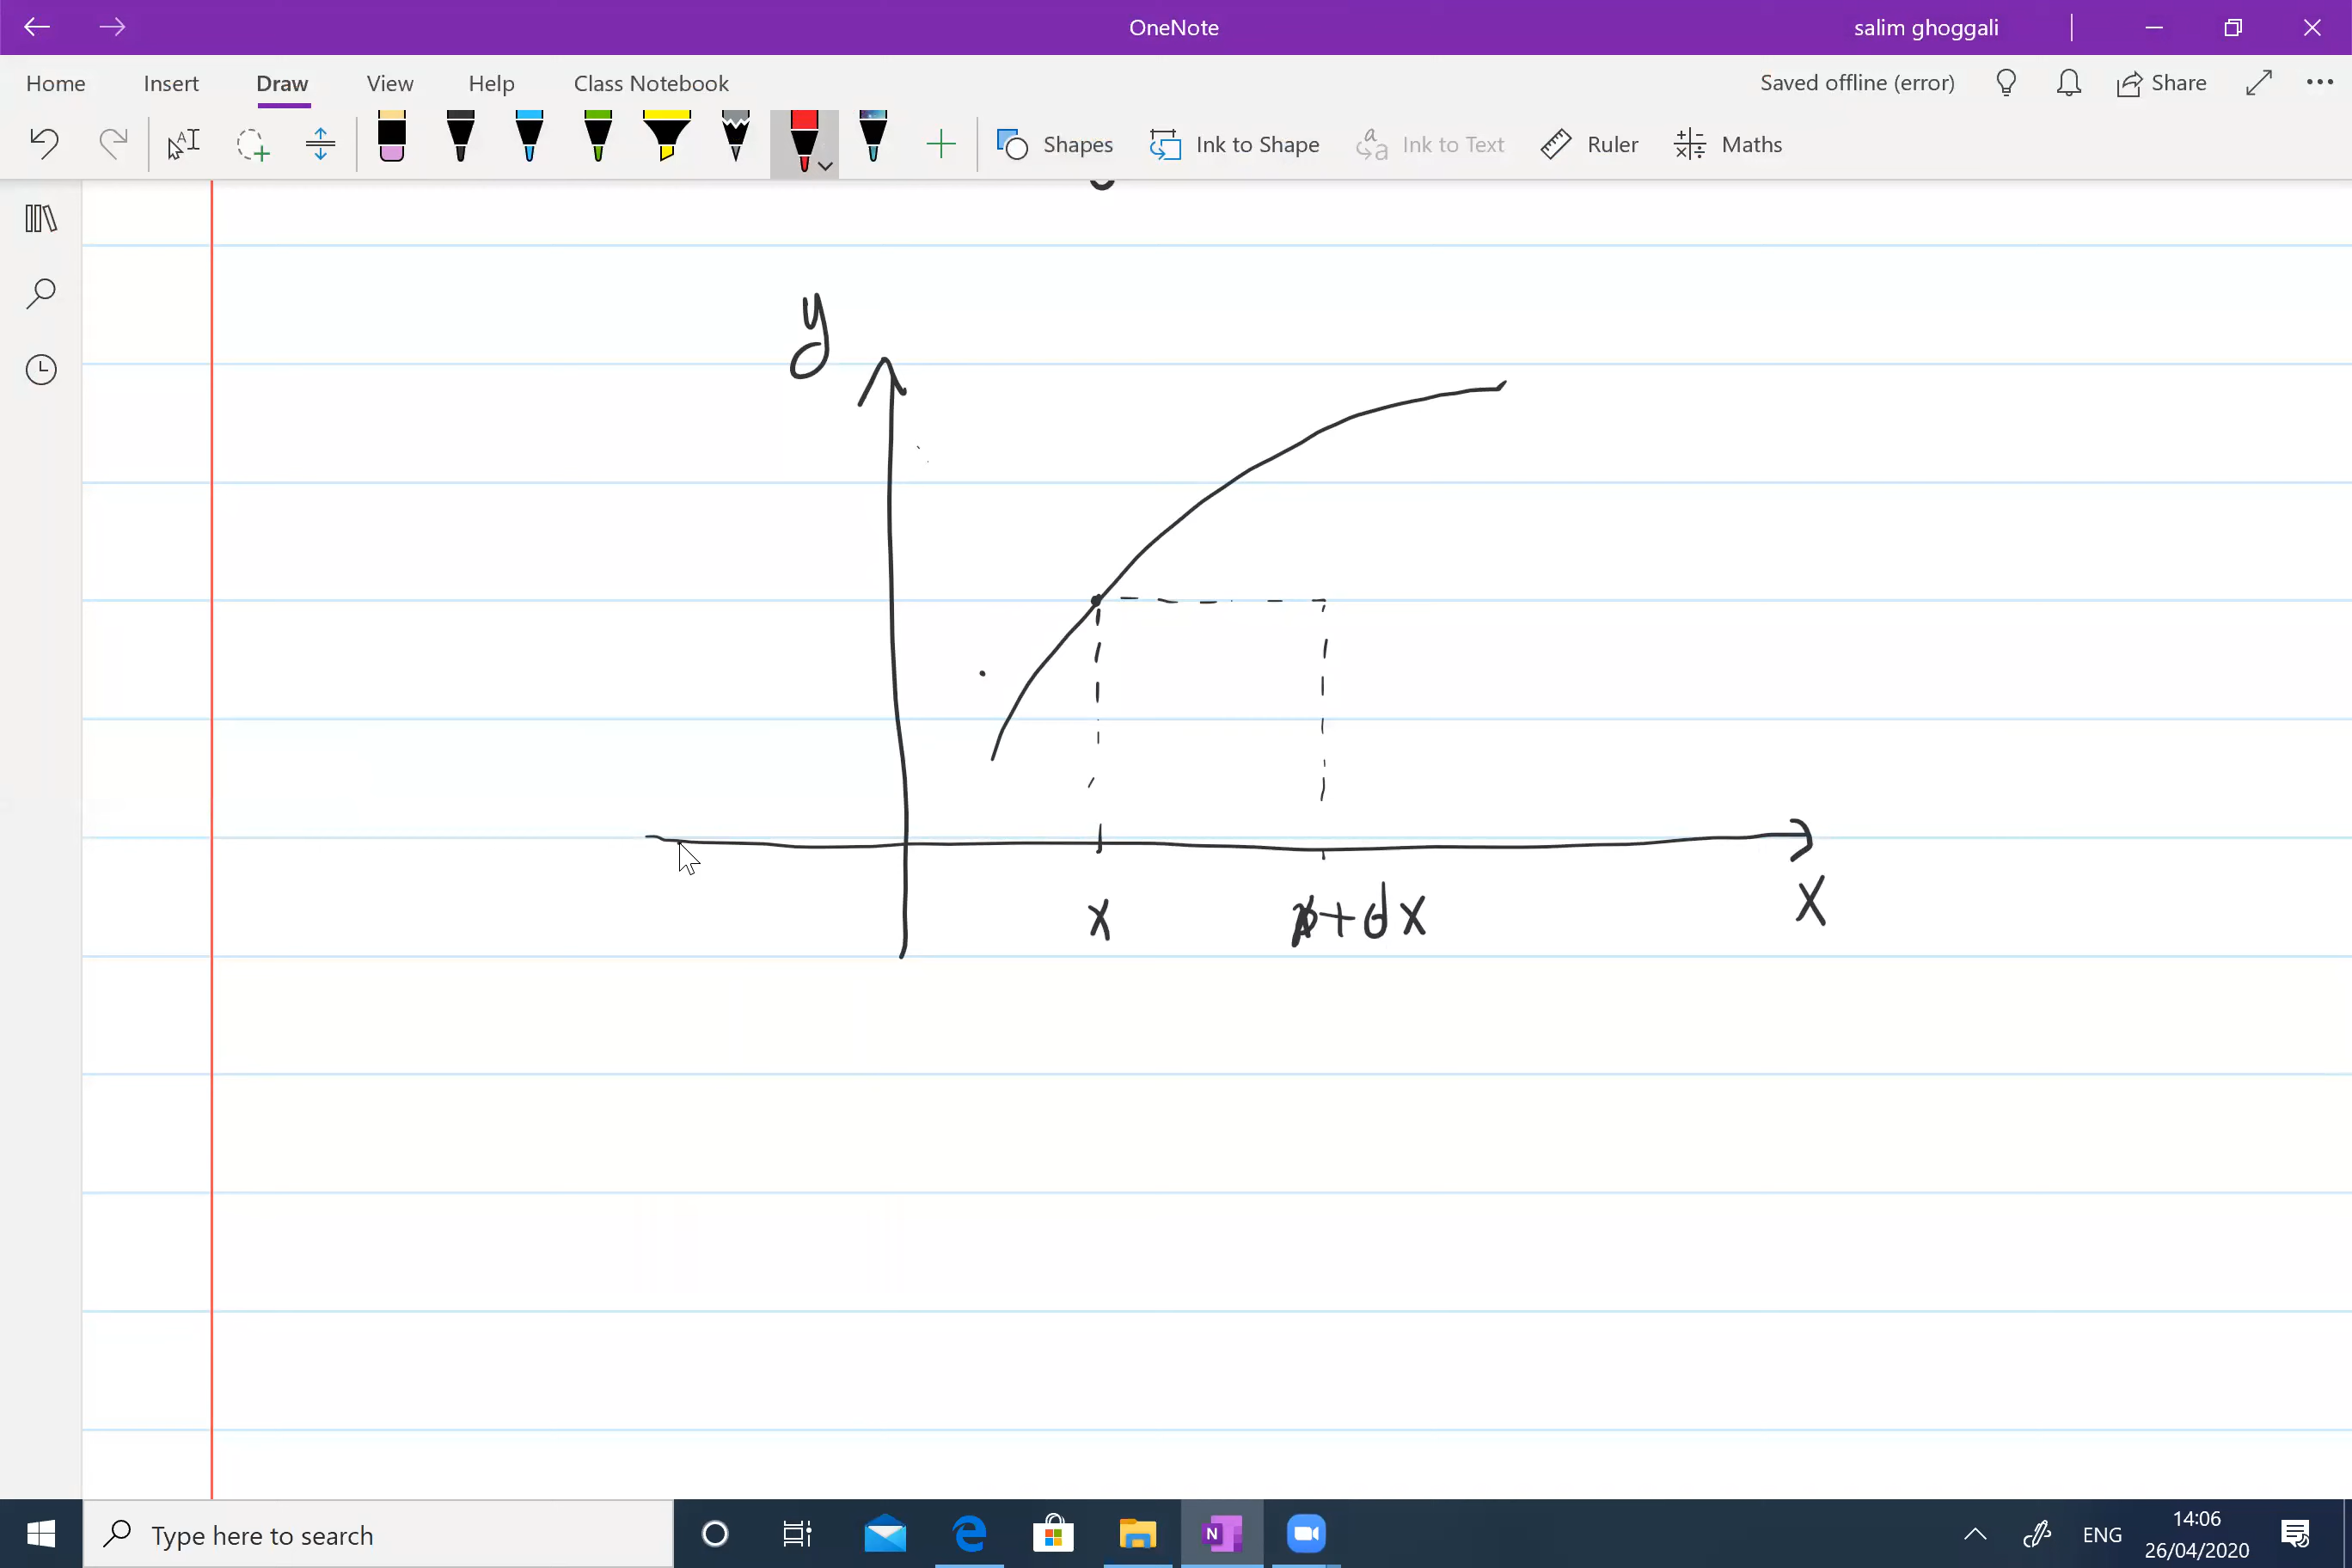 OneNote
salim ghoggali
Home Insert Draw View Help Class Notebook
Saved offline (error) Share
Shapes Ink to Shape Ink to Text Ruler Maths
y
x x+dx
X
Type here to search
ENG
14:06
26/04/2020